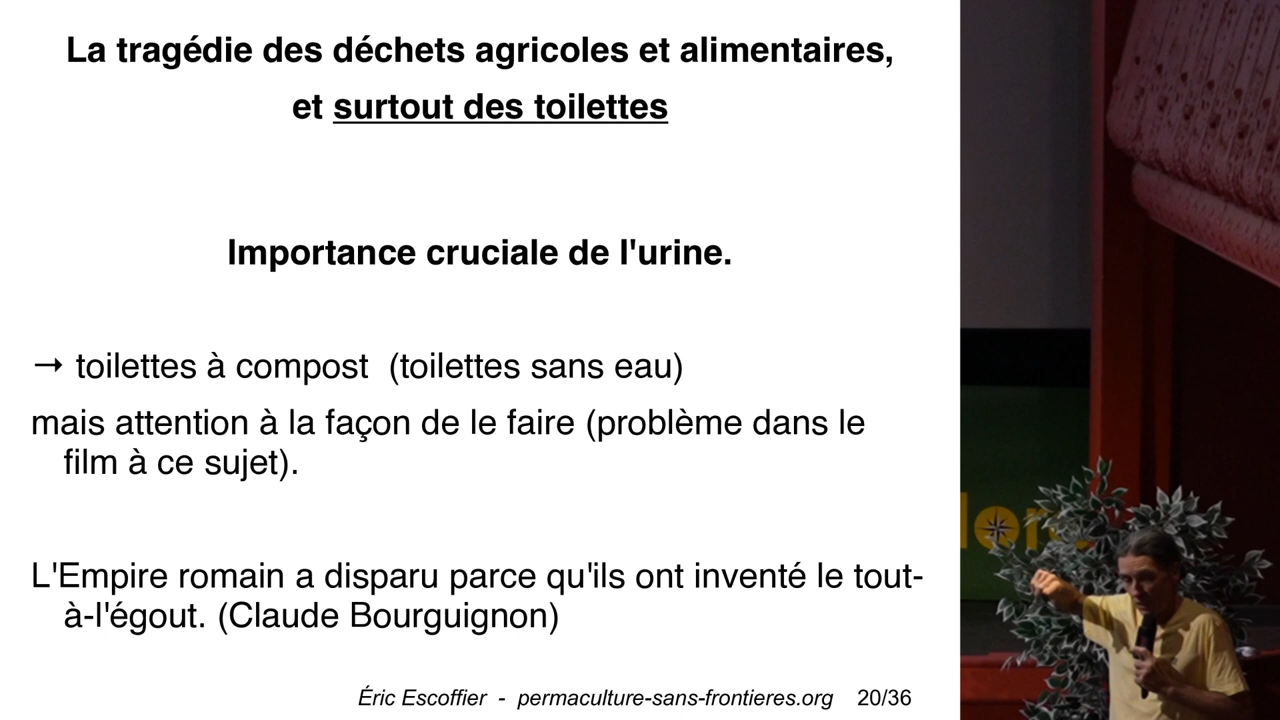 La tragédie des déchets agricoles et alimentaires,
et surtout des toilettes
Importance cruciale de l'urine.
→ toilettes à compost (toilettes sans eau)
mais attention à la façon de le faire (problème dans le
film à ce sujet).
L'Empire romain a disparu parce qu'ils ont inventé le tout-
à-l'égout. (Claude Bourguignon)
Éric Escoffier - permaculture-sans-frontieres.org 20/36